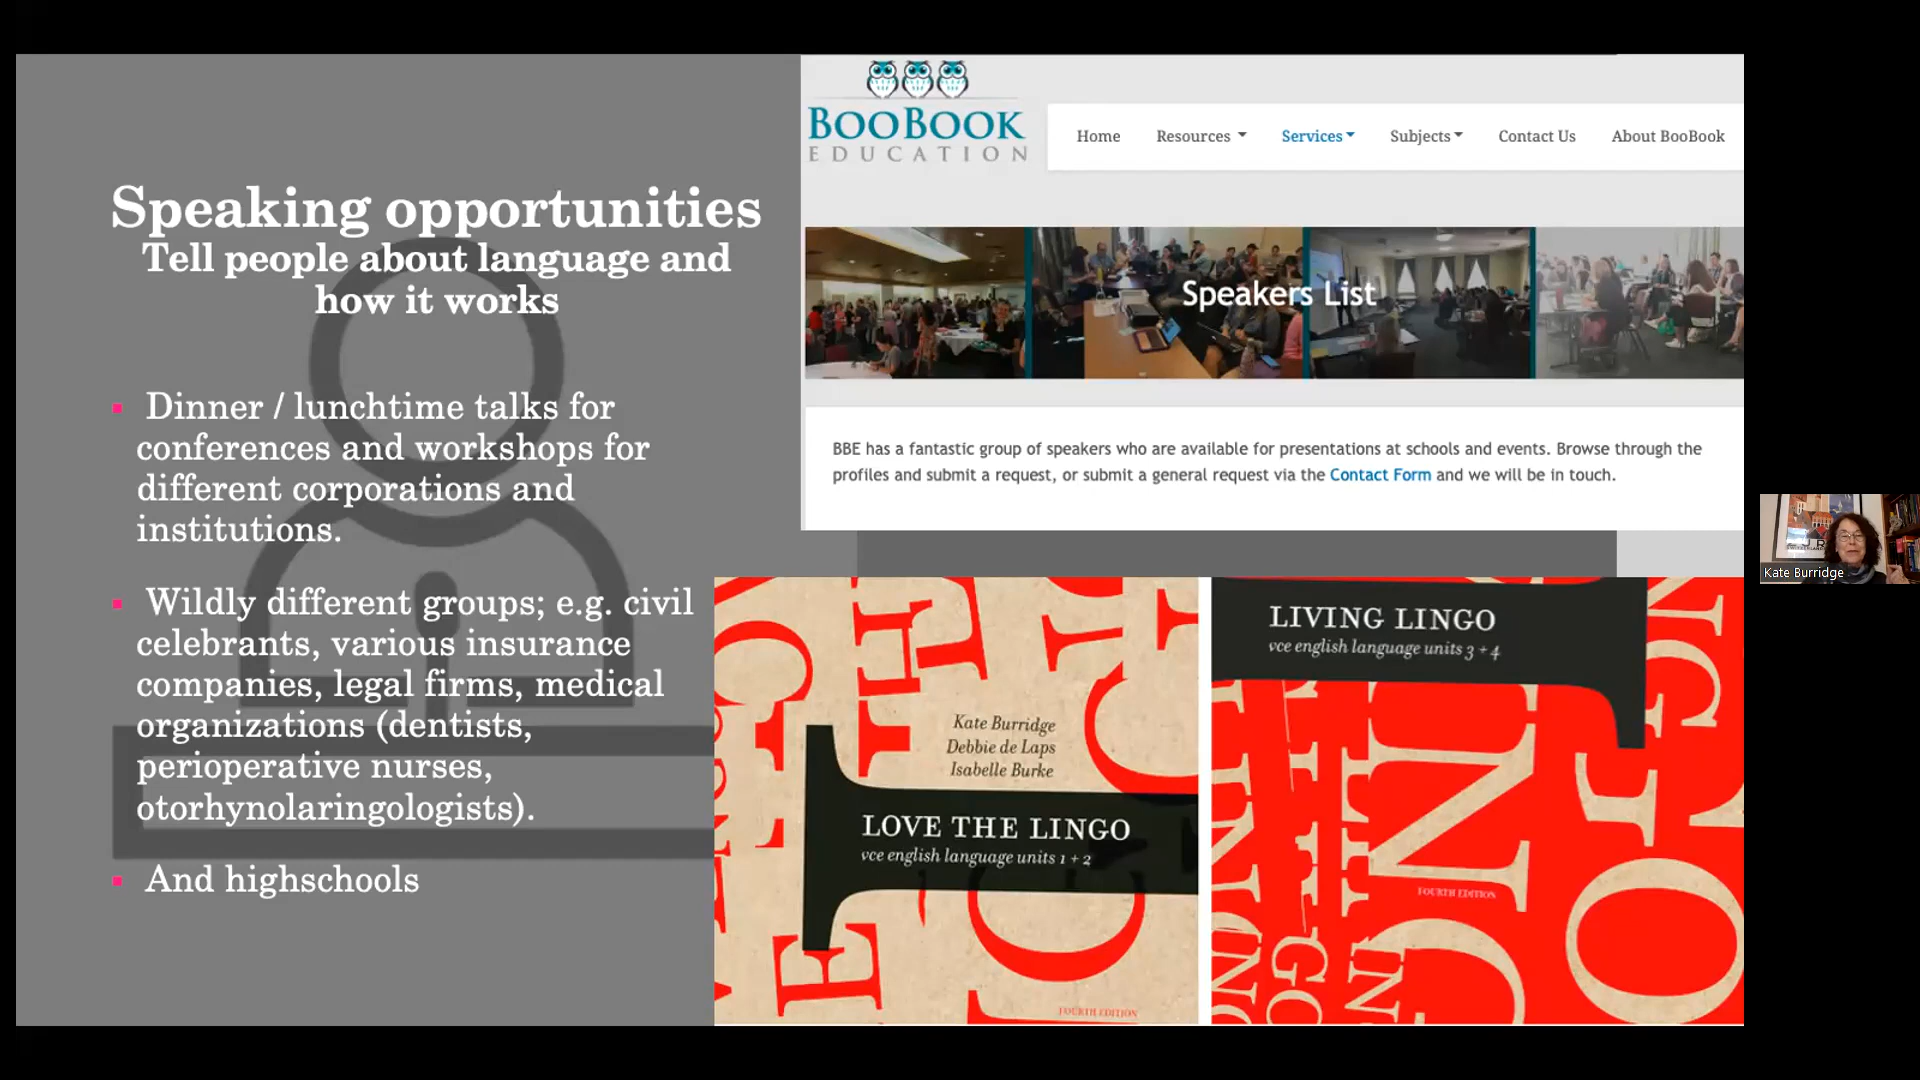 Speaking opportunities
Tell people about language and
how it works
Dinner / lunchtime talks for
conferences and workshops for
different corporations and
institutions.
Wildly different groups; e.g. civil
celebrants, various insurance
companies, legal firms, medical
organizations (dentists,
perioperative nurses,
otorhynolaringologists).
And highschools
BOOBOOK
EDUCATION
Home Resources Services Subjects Contact Us About BooBook
Speakers List
BBE has a fantastic group of speakers who are available for presentations at schools and events. Browse through the
profiles and submit a request, or submit a general request via the Contact Form and we will be in touch.
Kate Burridge
Debbie de Laps
Isabelle Burke
LOVE THE LINGO
vce english language units 1 + 2
FOURTH EDITION
LIVING LINGO
vce english language units 3 + 4
FOURTH EDITION
Kate Burridge